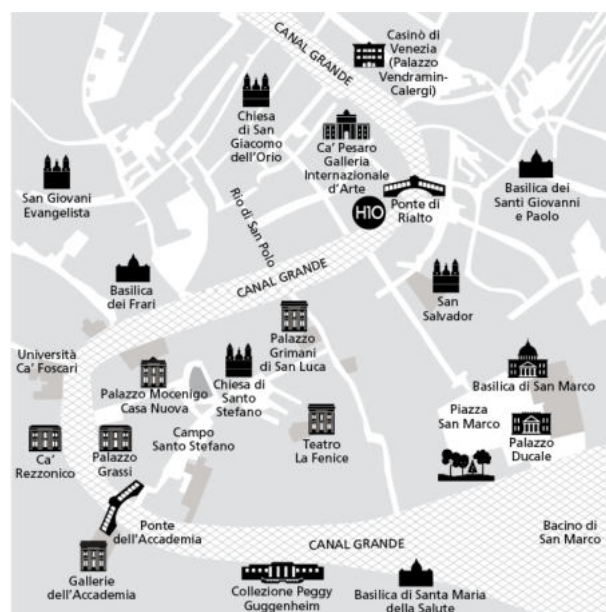 CANAL GRANDE
Casinò di
Venezia
(Palazzo
Vendramin-
Calergi)
Chiesa
di San
Giacomo
dell'Orio
Ca' Pesaro
Galleria
Internazionale
d'Arte
San Giovani
Evangelista
Rio di San Polo
H10
Ponte di
Rialto
Basilica dei
Santi Giovanni
e Paolo
Basilica
dei Frari
CANAL GRANDE
San
Salvador
Università
Ca' Foscari
Palazzo
Grimani
di San Luca
Palazzo Mocenigo
Casa Nuova
Chiesa di
Santo
Stefano
Basilica di San Marco
Piazza
San Marco
Palazzo
Ducale
Ca'
Rezzonico
Palazzo
Grassi
Campo
Santo Stefano
Teatro
La Fenice
Ponte
dell'Accademia
CANAL GRANDE
Bacino di
San Marco
Gallerie
dell'Accademia
Collezione Peggy
Guggenheim
Basilica di Santa Maria
della Salute